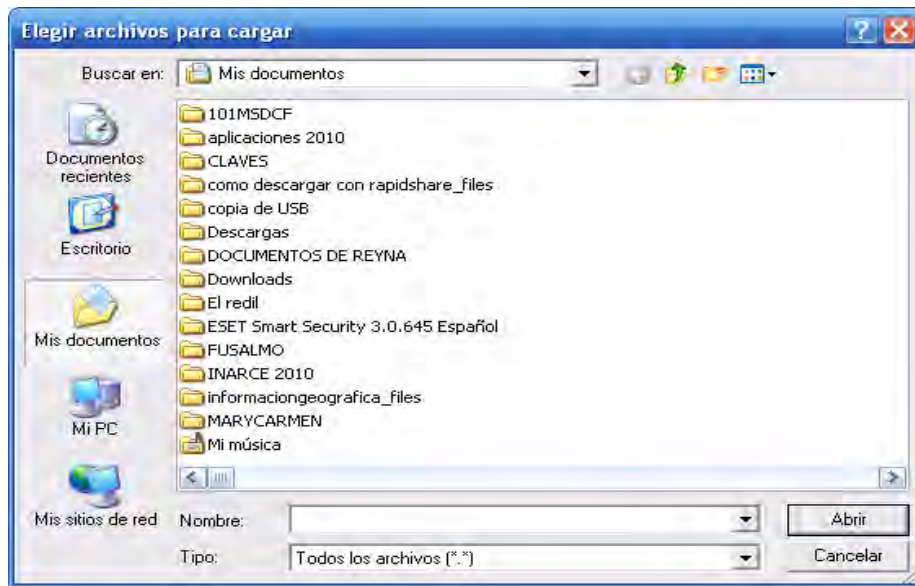 Elegir archivos para cargar
Buscar en: Mis documentos
Documentos recientes
Escritorio
Mis documentos
Mi PC
Mis sitios de red
101MSDCF
aplicaciones 2010
CLAVES
como descargar con rapidshare_files
copia de USB
Descargas
DOCUMENTOS DE REYNA
Downloads
El redil
ESET Smart Security 3.0.645 Español
FUSALMO
INARCE 2010
informaciongeografica_files
MARYCARMEN
Mi música
Nombre:
Abrir
Tipo: Todos los archivos (*.*)
Cancelar